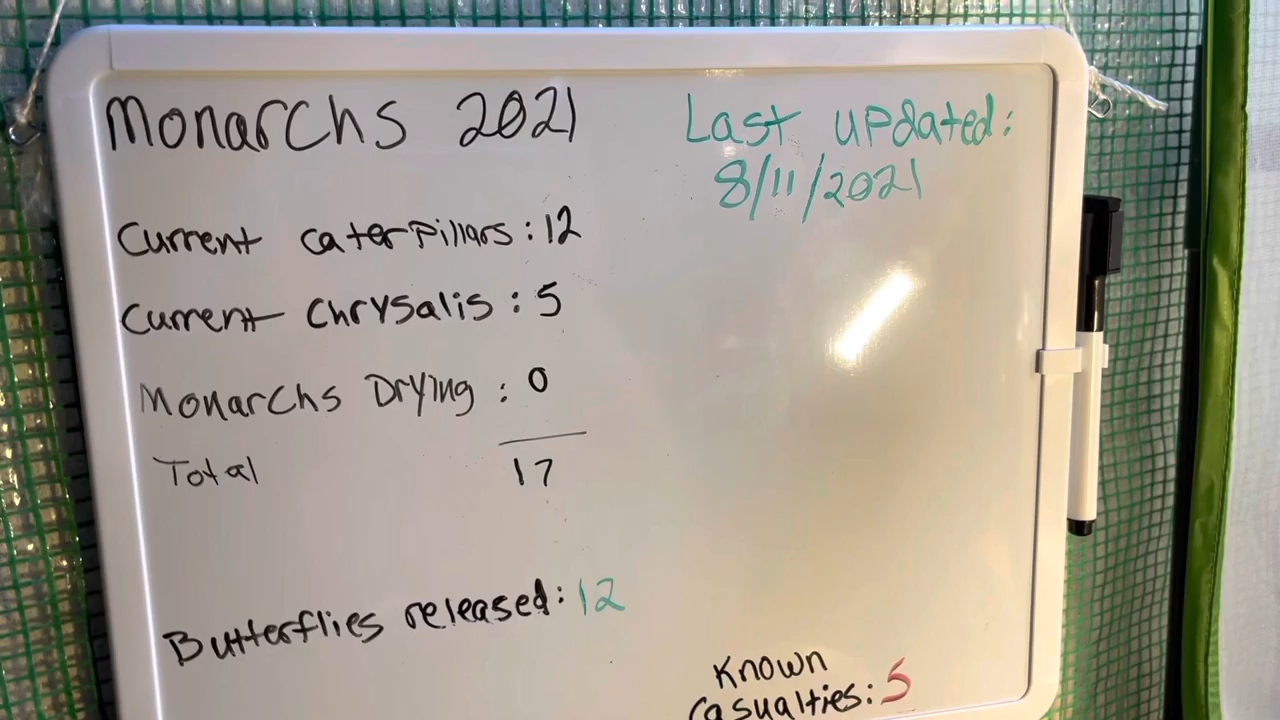 Monarchs 2021
Last updated:
8/11/2021
Current caterpillars: 12
Current Chrysalis: 5
Monarchs Drying: 0
Total 17
Butterflies released: 12
Known
Casualties: 5